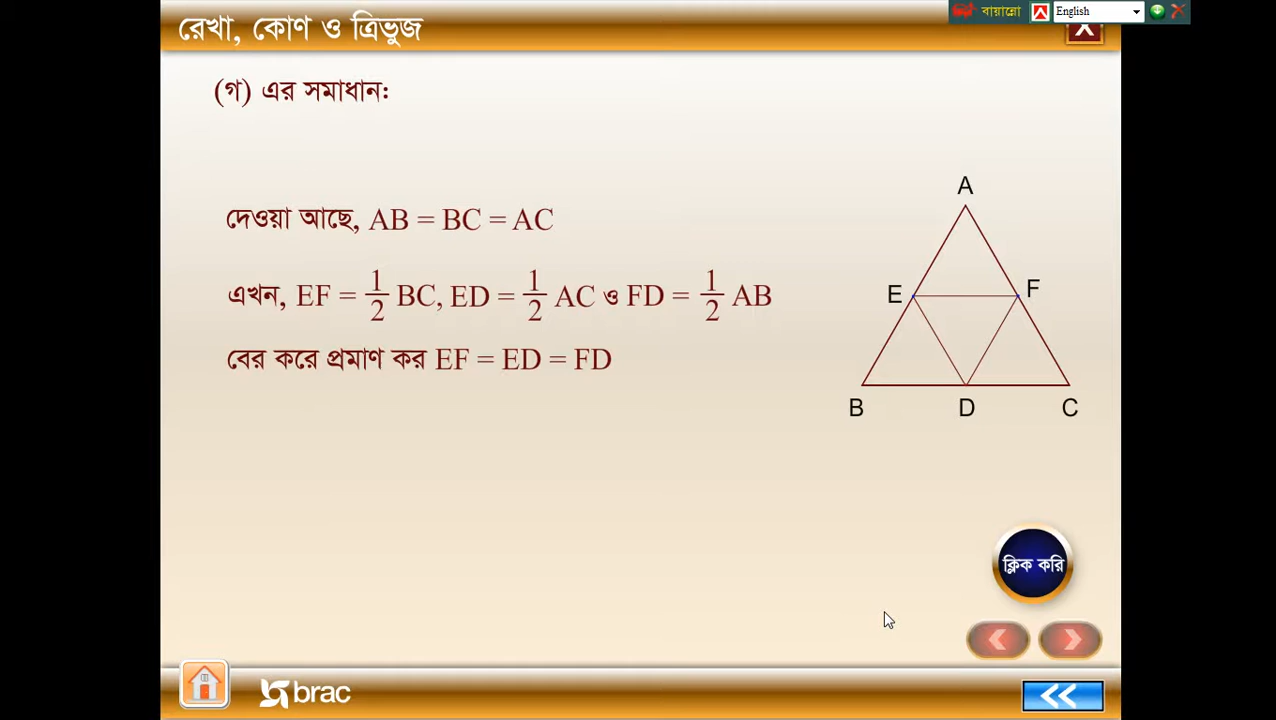 বায়ান্নো English
রেখা, কোণ ও ত্রিভুজ
(গ) এর সমাধান:
দেওয়া আছে, AB = BC = AC
এখন, EF = 1/2 BC, ED = 1/2 AC ও FD = 1/2 AB
বের করে প্রমাণ কর EF = ED = FD
A
E F
B D C
ক্লিক করি
brac